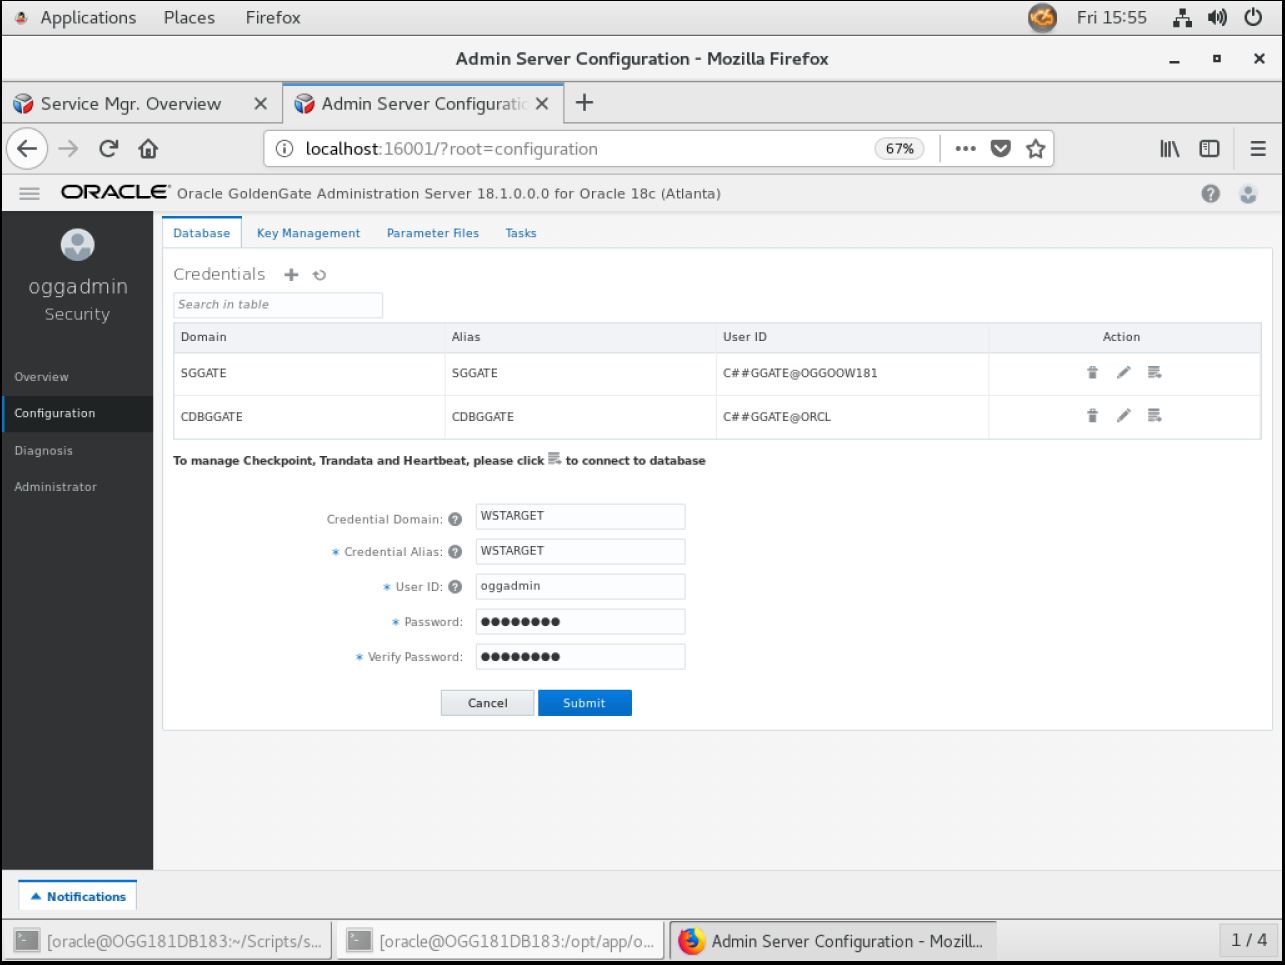 Applications Places Firefox Fri 15:55
Admin Server Configuration - Mozilla Firefox
Service Mgr. Overview Admin Server Configuratio
localhost:16001/?root=configuration 67%
ORACLE Oracle GoldenGate Administration Server 18.1.0.0.0 for Oracle 18c (Atlanta)
oggadmin
Security
Overview
Configuration
Diagnosis
Administrator
Database Key Management Parameter Files Tasks
Credentials
Search in table
Domain Alias User ID Action
SGGATE SGGATE C##GGATE@OGGOOW181
CDBGGATE CDBGGATE C##GGATE@ORCL
To manage Checkpoint, Trandata and Heartbeat, please click to connect to database
Credential Domain: ? WSTARGET
* Credential Alias: ? WSTARGET
* User ID: ? oggadmin
* Password: ●●●●●●●●
* Verify Password: ●●●●●●●●
Cancel Submit
Notifications
[oracle@OGG181DB183:~/Scripts/s... [oracle@OGG181DB183:/opt/app/o... Admin Server Configuration - Mozill... 1 / 4